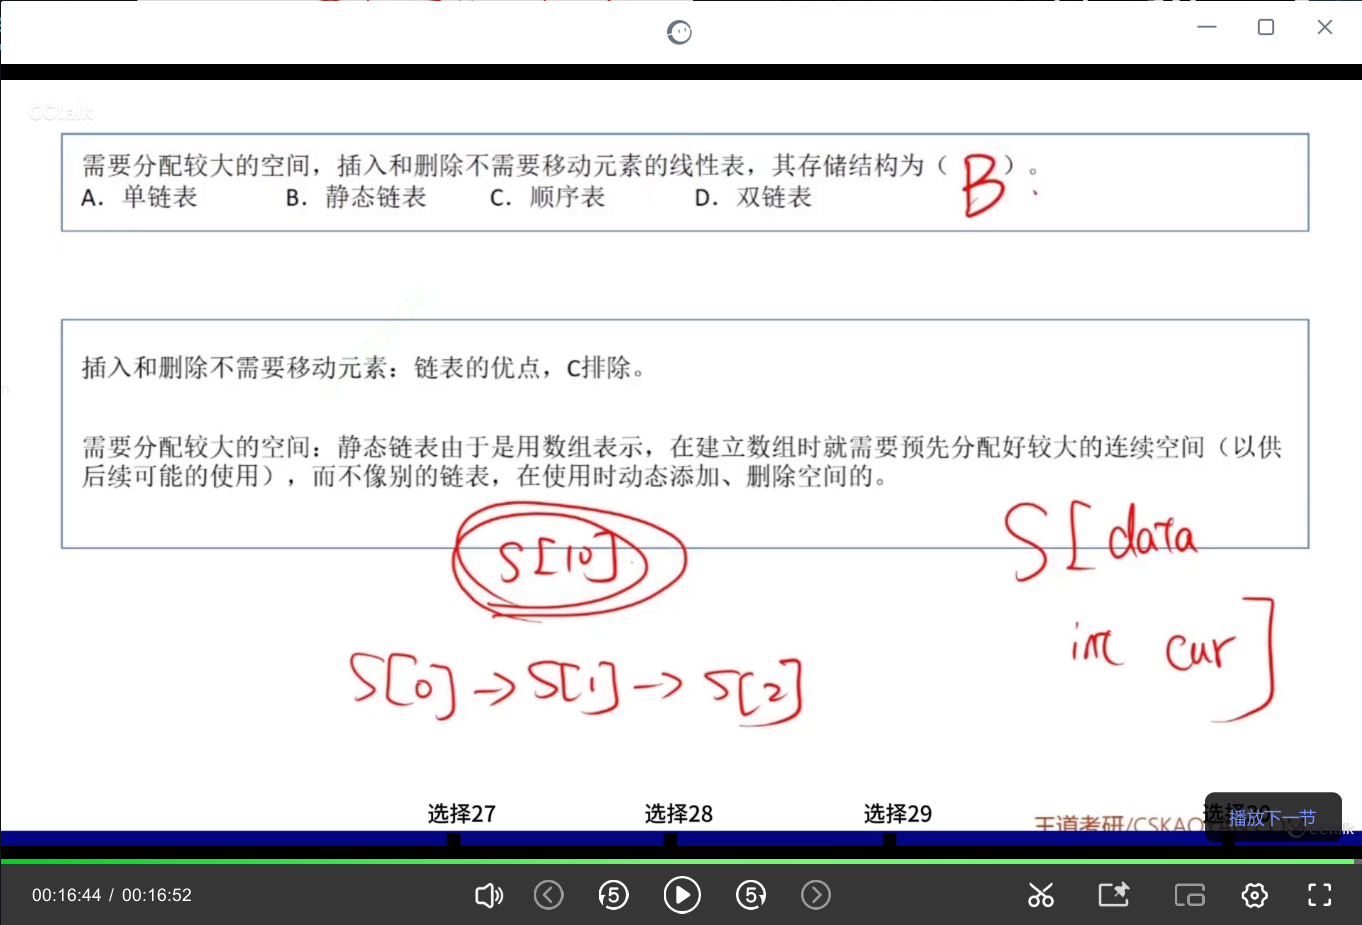 CCtalk
需要分配较大的空间，插入和删除不需要移动元素的线性表，其存储结构为（ B ）。
A. 单链表 B. 静态链表 C. 顺序表 D. 双链表
插入和删除不需要移动元素：链表的优点，C排除。
需要分配较大的空间：静态链表由于是用数组表示，在建立数组时就需要预先分配好较大的连续空间（以供
后续可能的使用），而不像别的链表，在使用时动态添加、删除空间的。
S[10]
S[data
int cur]
S[0]→S[1]→S[2]
选择27 选择28 选择29
王道考研/CSKAO
播放下一节
00:16:44 / 00:16:52
5 5